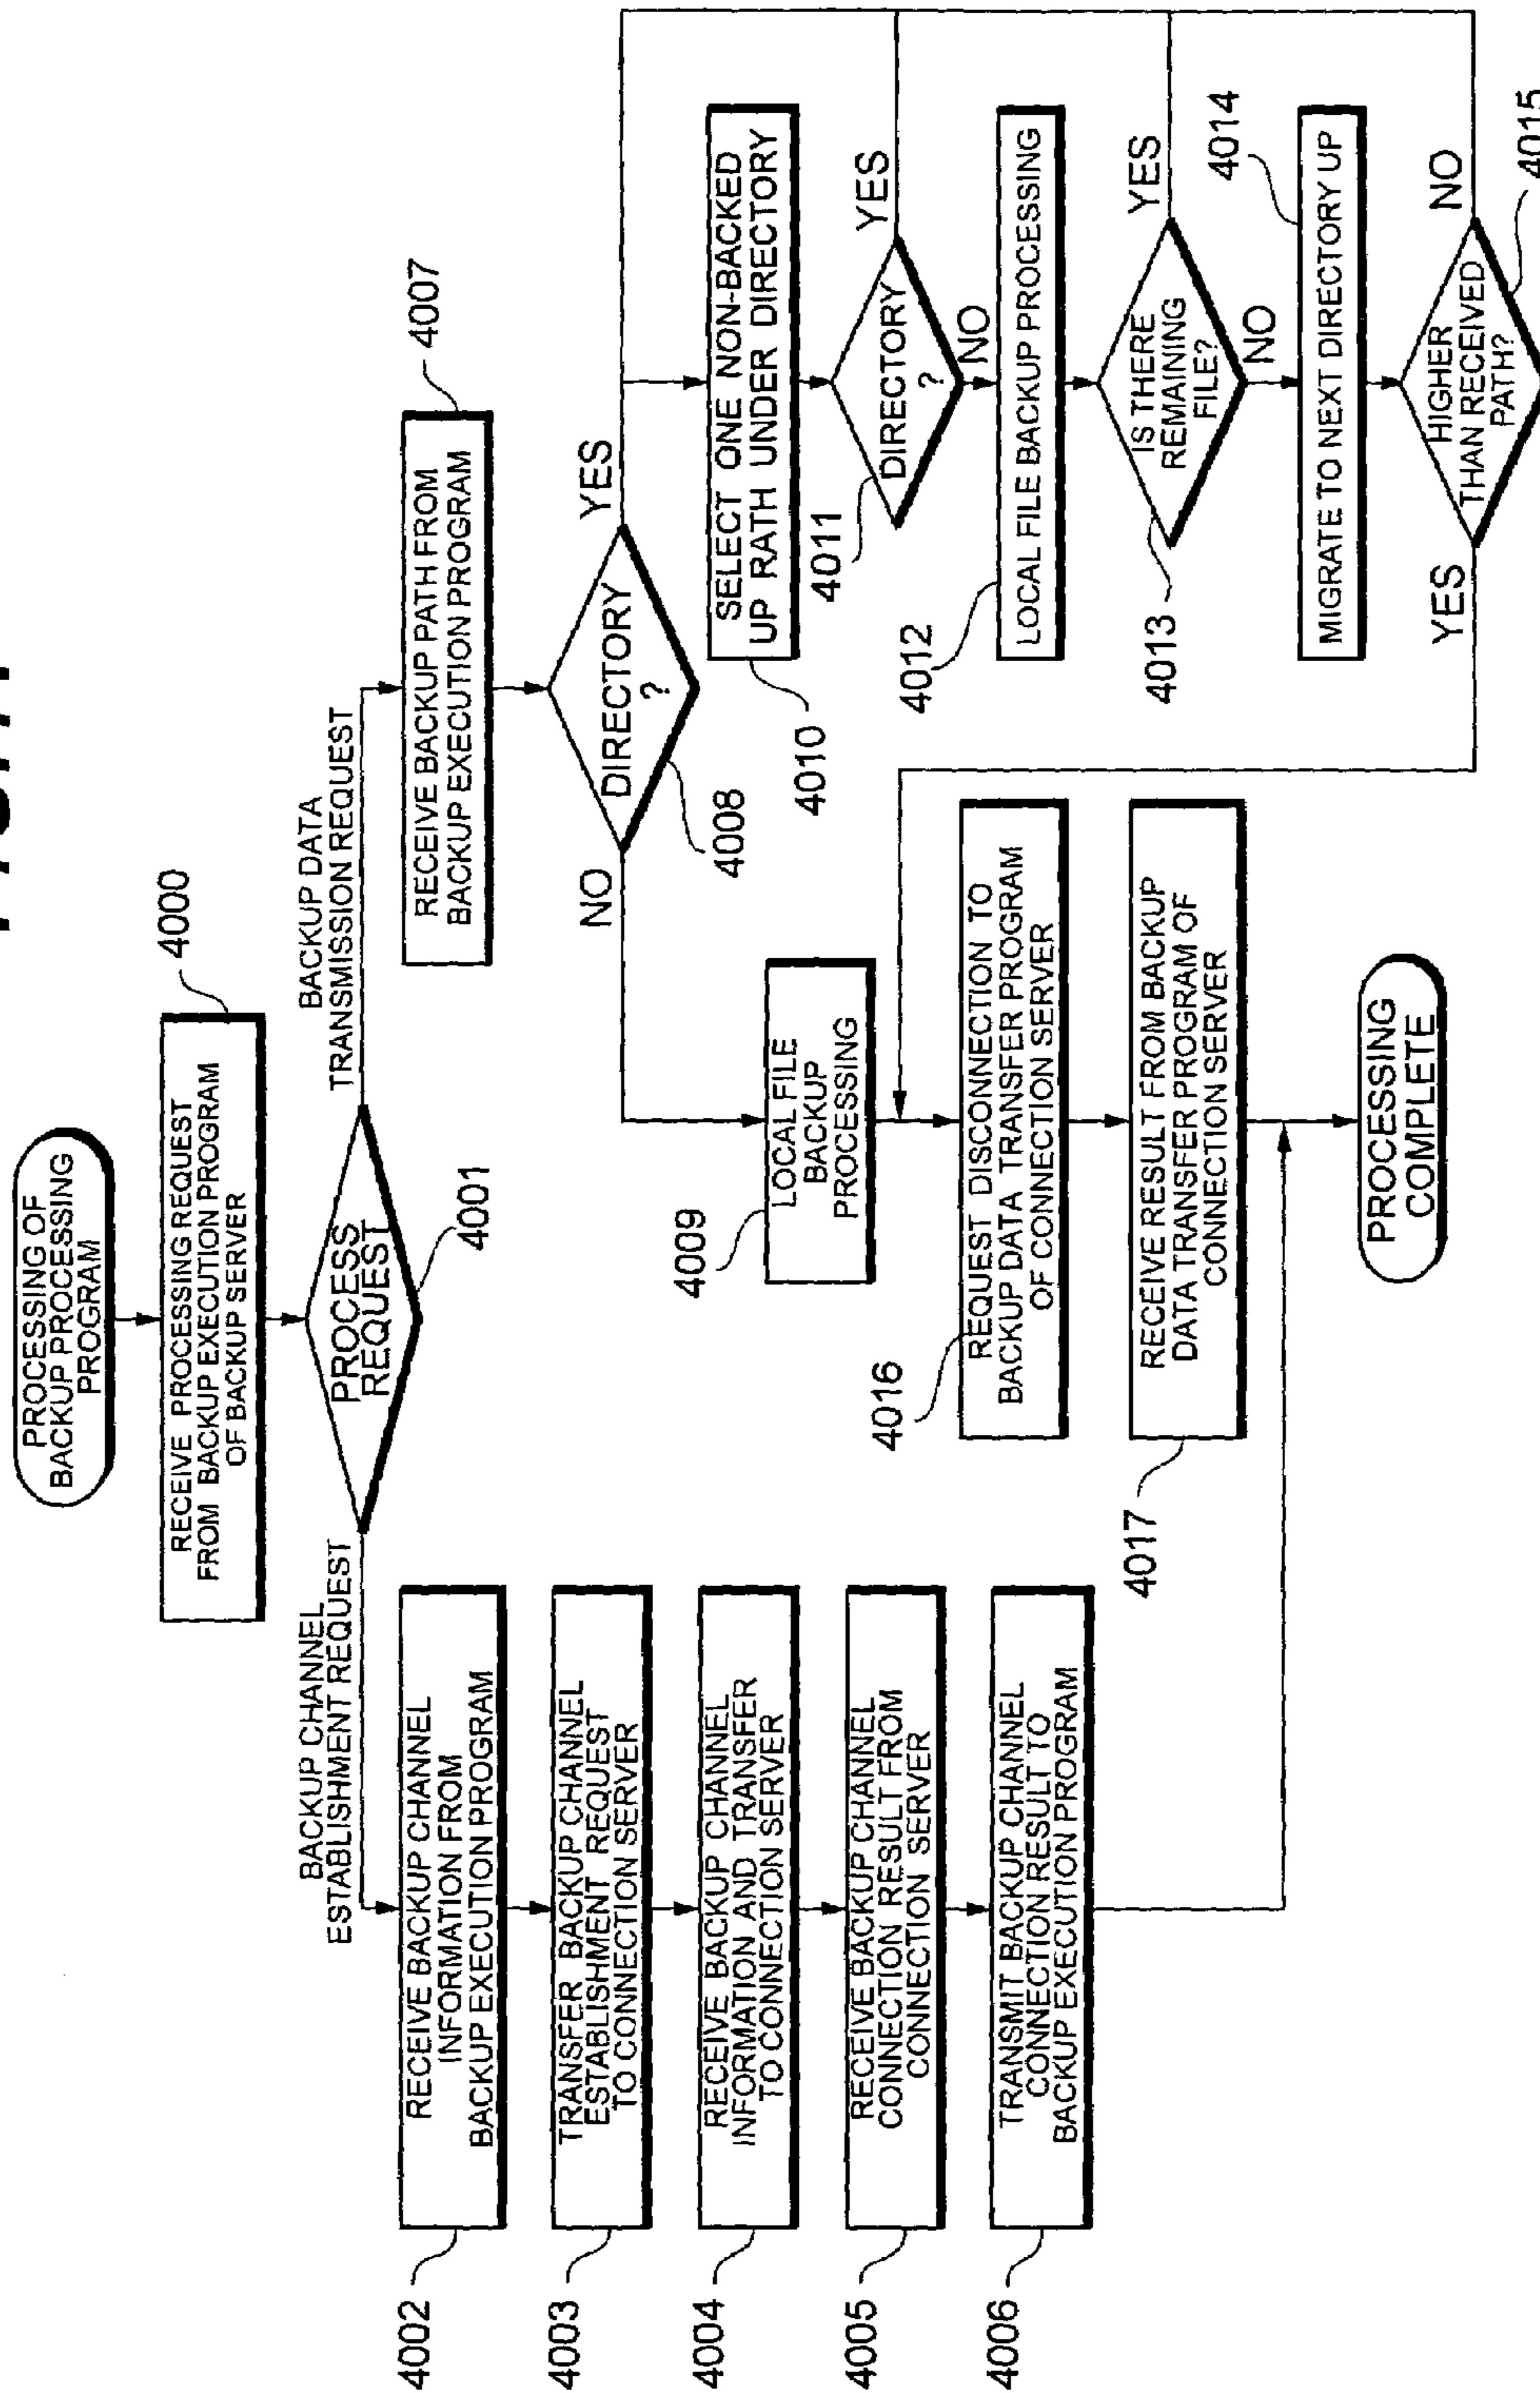 PROCESSING OF
BACKUP PROCESSING
PROGRAM
RECEIVE PROCESSING REQUEST
FROM BACKUP EXECUTION PROGRAM
OF BACKUP SERVER
4000
PROCESS
REQUEST
4001
BACKUP CHANNEL
ESTABLISHMENT REQUEST
BACKUP DATA
TRANSMISSION REQUEST
4002
RECEIVE BACKUP CHANNEL
INFORMATION FROM
BACKUP EXECUTION PROGRAM
4003
TRANSFER BACKUP CHANNEL
ESTABLISHMENT REQUEST
TO CONNECTION SERVER
4004
RECEIVE BACKUP CHANNEL
INFORMATION AND TRANSFER
TO CONNECTION SERVER
4005
RECEIVE BACKUP CHANNEL
CONNECTION RESULT FROM
CONNECTION SERVER
4006
TRANSMIT BACKUP CHANNEL
CONNECTION RESULT TO
BACKUP EXECUTION PROGRAM
RECEIVE BACKUP PATH FROM
BACKUP EXECUTION PROGRAM
4007
DIRECTORY
?
4008
NO
YES
4009
LOCAL FILE
BACKUP
PROCESSING
4010
SELECT ONE NON-BACKED
UP RATH UNDER DIRECTORY
4011
DIRECTORY
?
YES
NO
4012
LOCAL FILE BACKUP PROCESSING
4013
IS THERE
REMAINING
FILE?
YES
NO
4014
MIGRATE TO NEXT DIRECTORY UP
HIGHER
THAN RECEIVED
PATH?
YES
NO
4015
4016
REQUEST DISCONNECTION TO
BACKUP DATA TRANSFER PROGRAM
OF CONNECTION SERVER
4017
RECEIVE RESULT FROM BACKUP
DATA TRANSFER PROGRAM OF
CONNECTION SERVER
PROCESSING
COMPLETE